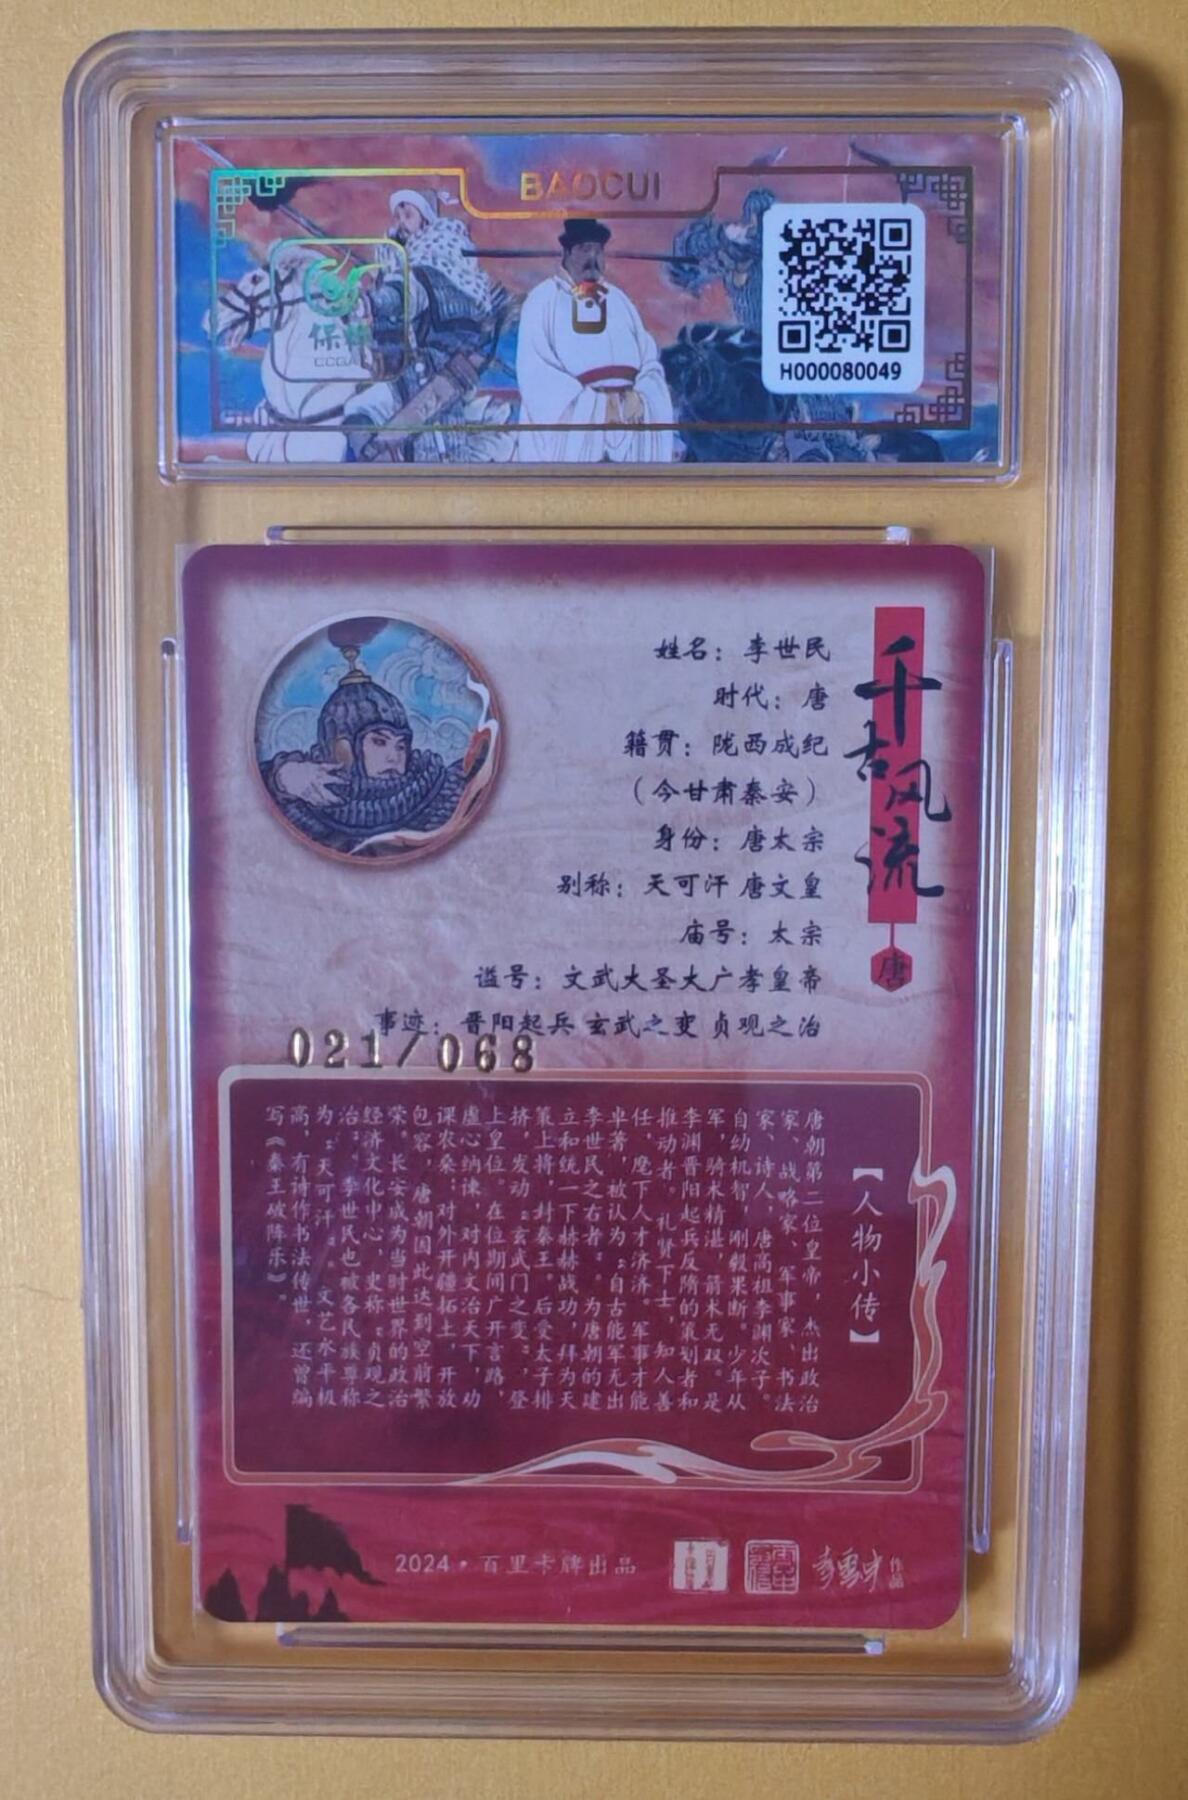 BAOCUI
保粹
H000080049
千古风流
唐
姓名：李世民
时代：唐
籍贯：陇西成纪
（今甘肃秦安）
身份：唐太宗
别称：天可汗 唐文皇
庙号：太宗
谥号：文武大圣大广孝皇帝
事迹：晋阳起兵 玄武之变 贞观之治
021/068
【人物小传】
唐朝第二位皇帝，杰出政治
家、战略家、军事家、书法
家、诗人，唐高祖李渊次子。
自幼机智，刚毅果断。少年从
军，骑术精湛，箭术无双。是
李渊晋阳起兵反隋的策划者和
推动者。礼贤下士，知人善
任，麾下人才济济。军事才能
卓著，被认为“自古能军无出
李世民之右者”。为唐朝的建
立和统一下赫赫战功，拜为天
策上将，封秦王。后受太子排
挤，发动“玄武门之变”，登
上皇位。在位期间广开言路，
虚心纳谏，对内文治天下，劝
课农桑；对外开疆拓土，开放
包容，唐朝因此达到空前繁
荣。长安成为当时世界的政治
经济文化中心，史称“贞观之
治”。李世民也被各民族尊称
为“天可汗”。文艺水平极
高，有诗作书法传世，还曾编
写《秦王破阵乐》。
2024·百里卡牌出品
作品